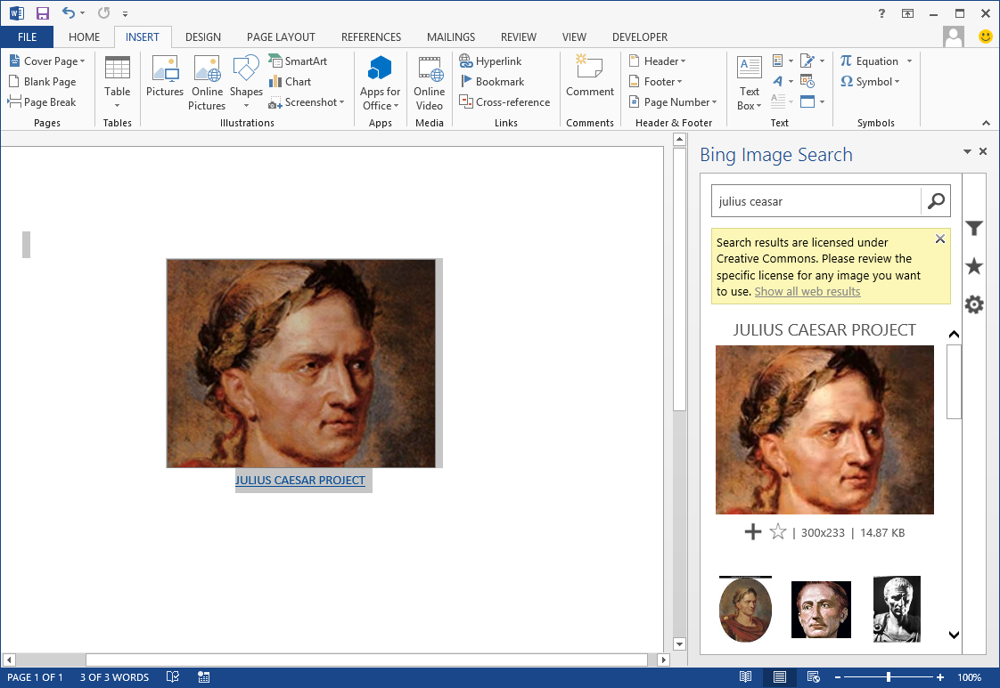 ?
FILE HOME INSERT DESIGN PAGE LAYOUT REFERENCES MAILINGS REVIEW VIEW DEVELOPER
Cover Page
Blank Page
Page Break
Pages
Table
Tables
Pictures
Online
Pictures
Shapes
SmartArt
Chart
Screenshot
Illustrations
Apps for
Office
Apps
Online
Video
Media
Hyperlink
Bookmark
Cross-reference
Links
Comment
Comments
Header
Footer
Page Number
Header & Footer
Text
Box
Text
π Equation
Ω Symbol
Symbols
JULIUS CAESAR PROJECT
Bing Image Search
julius ceasar
Search results are licensed under
Creative Commons. Please review the
specific license for any image you want
to use. Show all web results
JULIUS CAESAR PROJECT
| 300x233 | 14.87 KB
PAGE 1 OF 1 3 OF 3 WORDS 100%